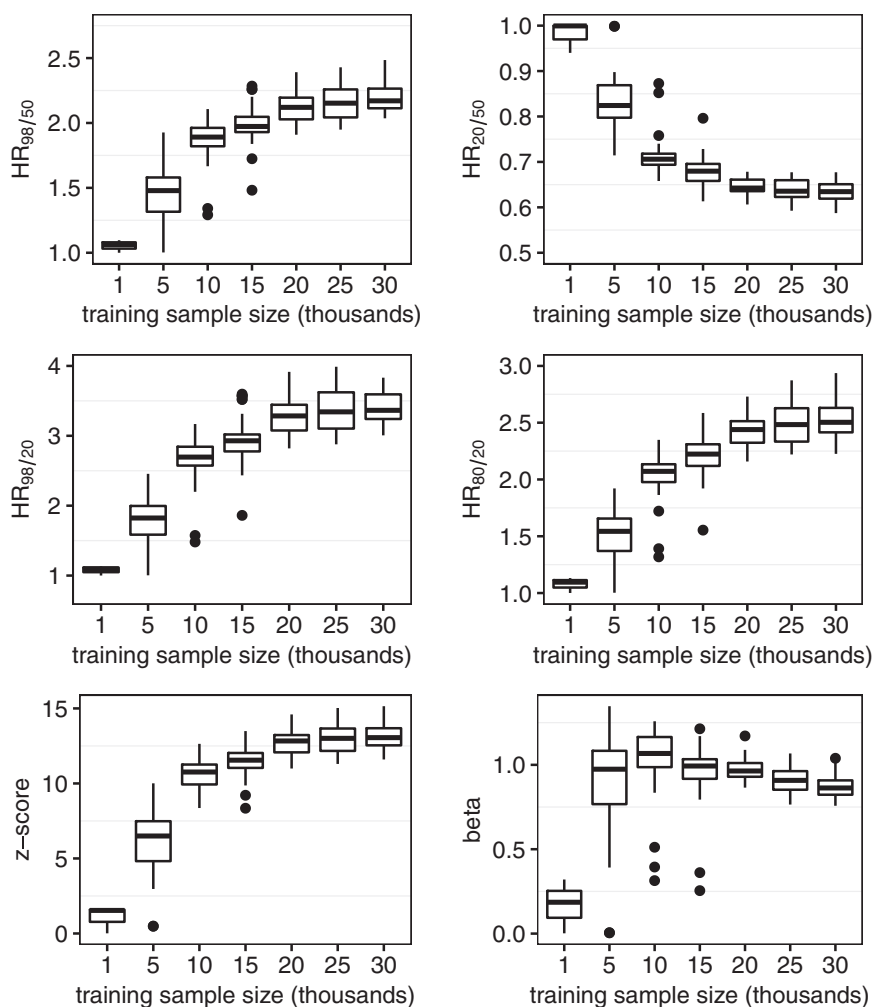 HR98/50
2.5
2.0
1.5
1.0
1 5 10 15 20 25 30
training sample size (thousands)
HR20/50
1.0
0.9
0.8
0.7
0.6
0.5
1 5 10 15 20 25 30
training sample size (thousands)
HR98/20
4
3
2
1
1 5 10 15 20 25 30
training sample size (thousands)
HR80/20
3.0
2.5
2.0
1.5
1.0
1 5 10 15 20 25 30
training sample size (thousands)
z−score
15
10
5
0
1 5 10 15 20 25 30
training sample size (thousands)
beta
1.0
0.5
0.0
1 5 10 15 20 25 30
training sample size (thousands)